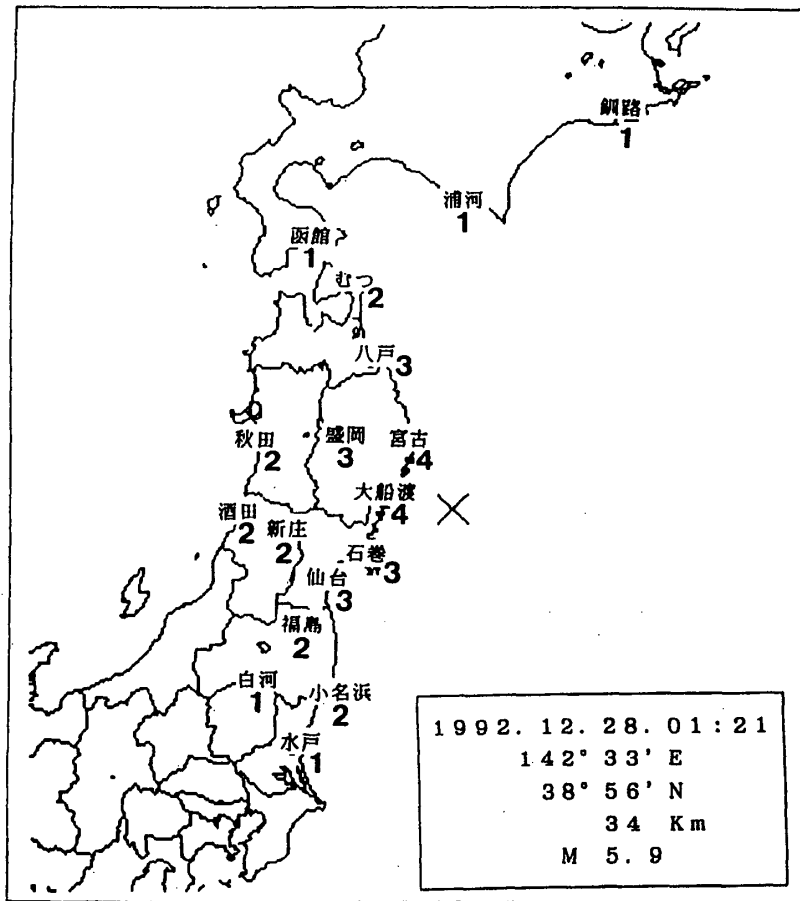 釧路
1
浦河
1
函館
1
むつ
2
八戸
3
秋田
2
盛岡
3
宮古
4
大船渡
4
酒田
2
新庄
2
石巻
3
仙台
3
福島
2
白河
1
小名浜
2
水戸
1
1992. 12. 28. 01:21
142° 33' E
38° 56' N
34 Km
M 5.9